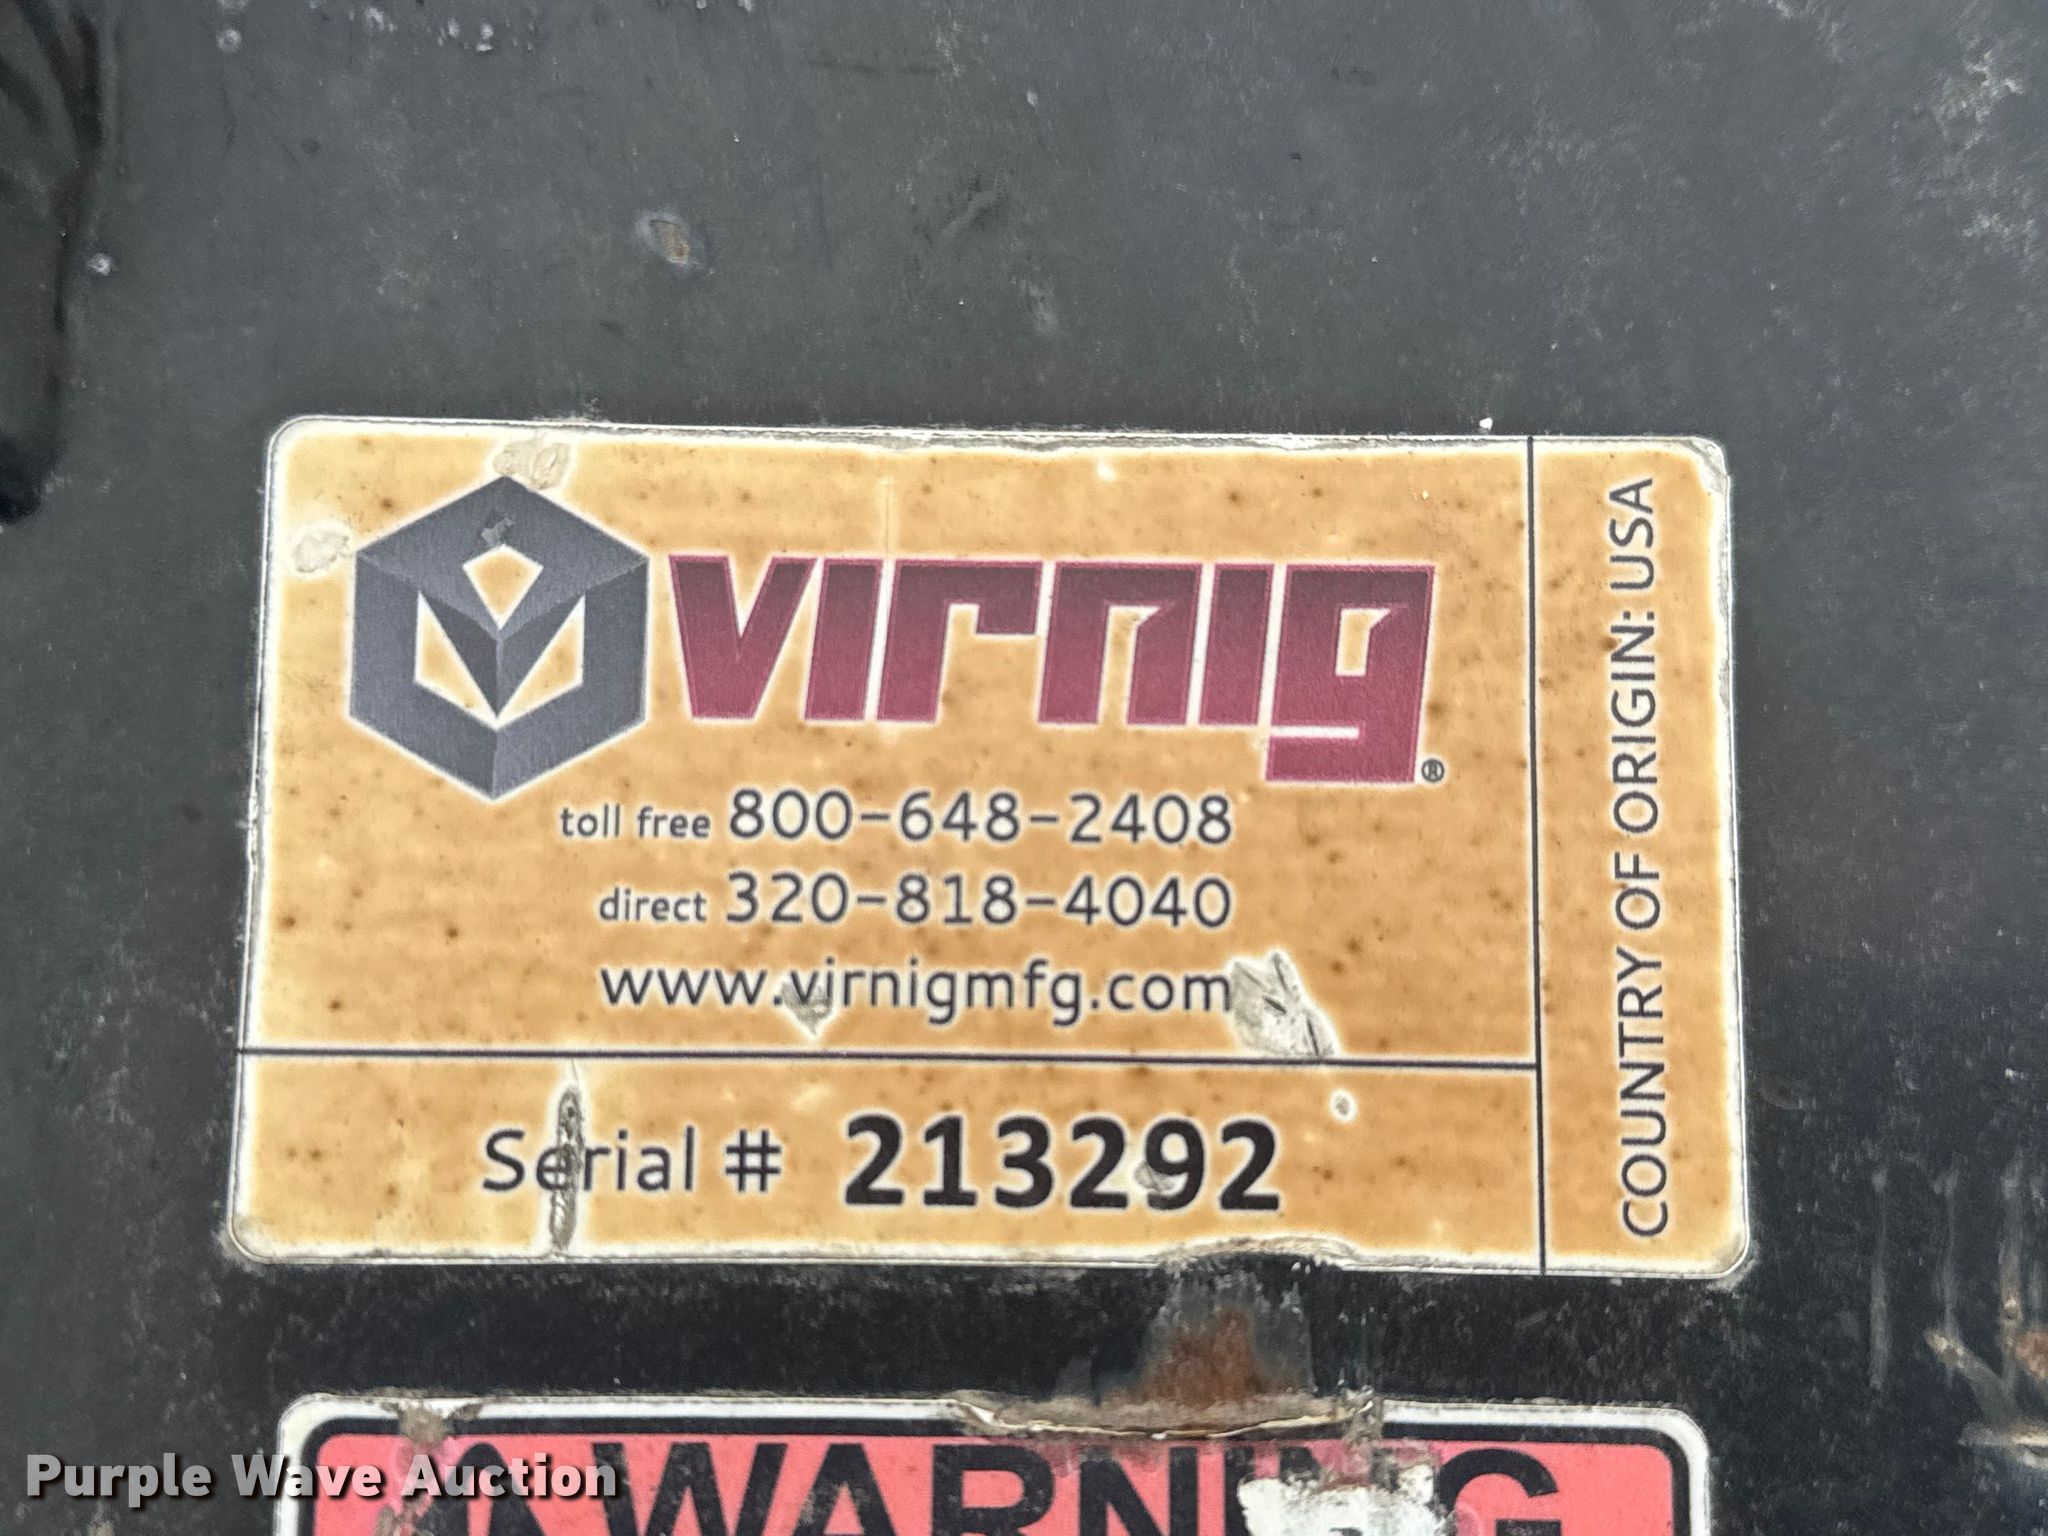 virnig®
toll free 800-648-2408
direct 320-818-4040
www.virnigmfg.com
Serial # 213292
COUNTRY OF ORIGIN: USA
WARNING
Purple Wave Auction